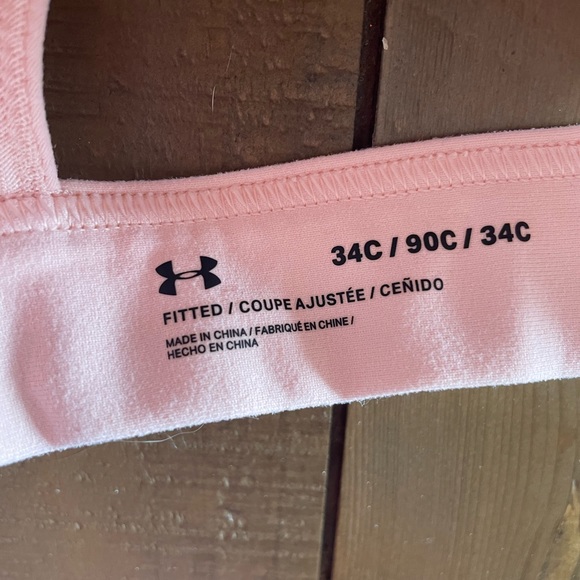 34C / 90C / 34C
FITTED / COUPE AJUSTÉE / CEÑIDO
MADE IN CHINA / FABRIQUÉ EN CHINE /
HECHO EN CHINA